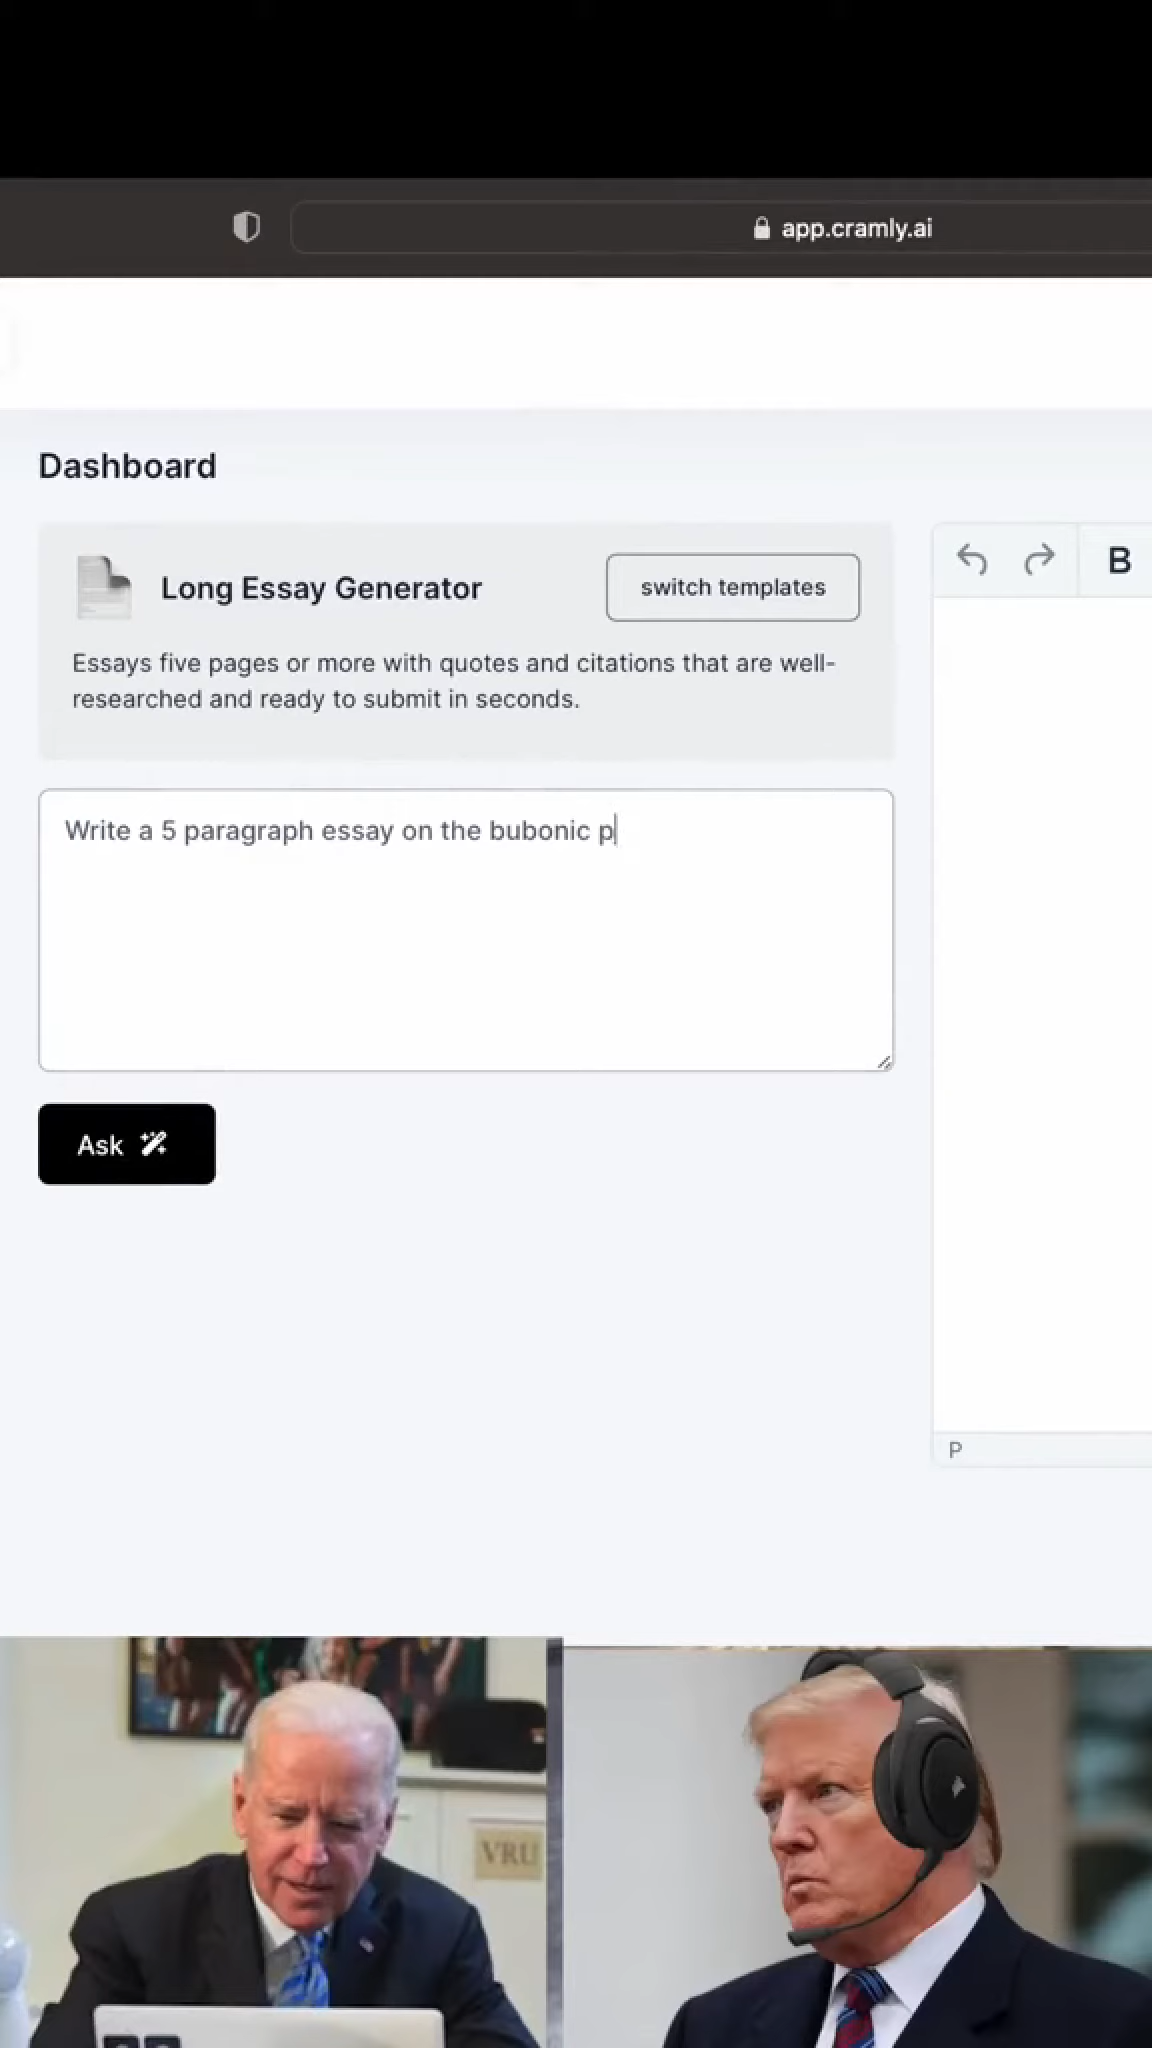 app.cramly.ai
Dashboard
Long Essay Generator
switch templates
Essays five pages or more with quotes and citations that are well-
researched and ready to submit in seconds.
Write a 5 paragraph essay on the bubonic p
Ask
B
P
VRU